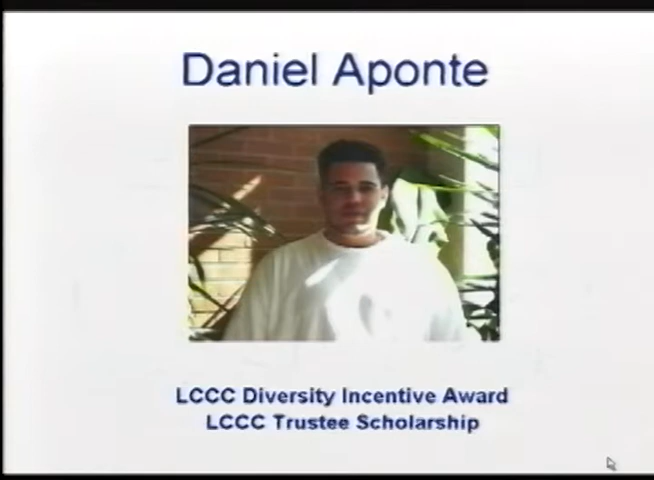 Daniel Aponte
LCCC Diversity Incentive Award
LCCC Trustee Scholarship